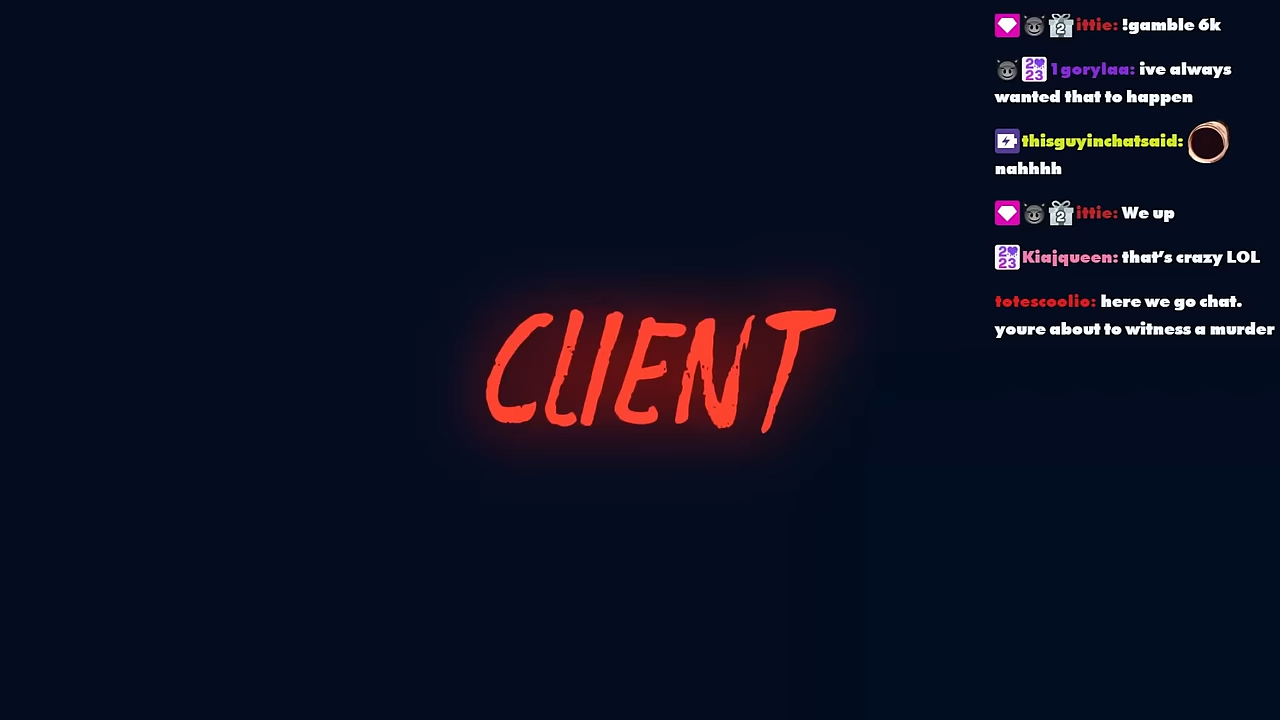 ittie: !gamble 6k
1gorylaa: ive always
wanted that to happen
thisguyinchatsaid:
nahhhh
ittie: We up
Kiajqueen: that's crazy LOL
totescoolio: here we go chat.
youre about to witness a murder
CLIENT